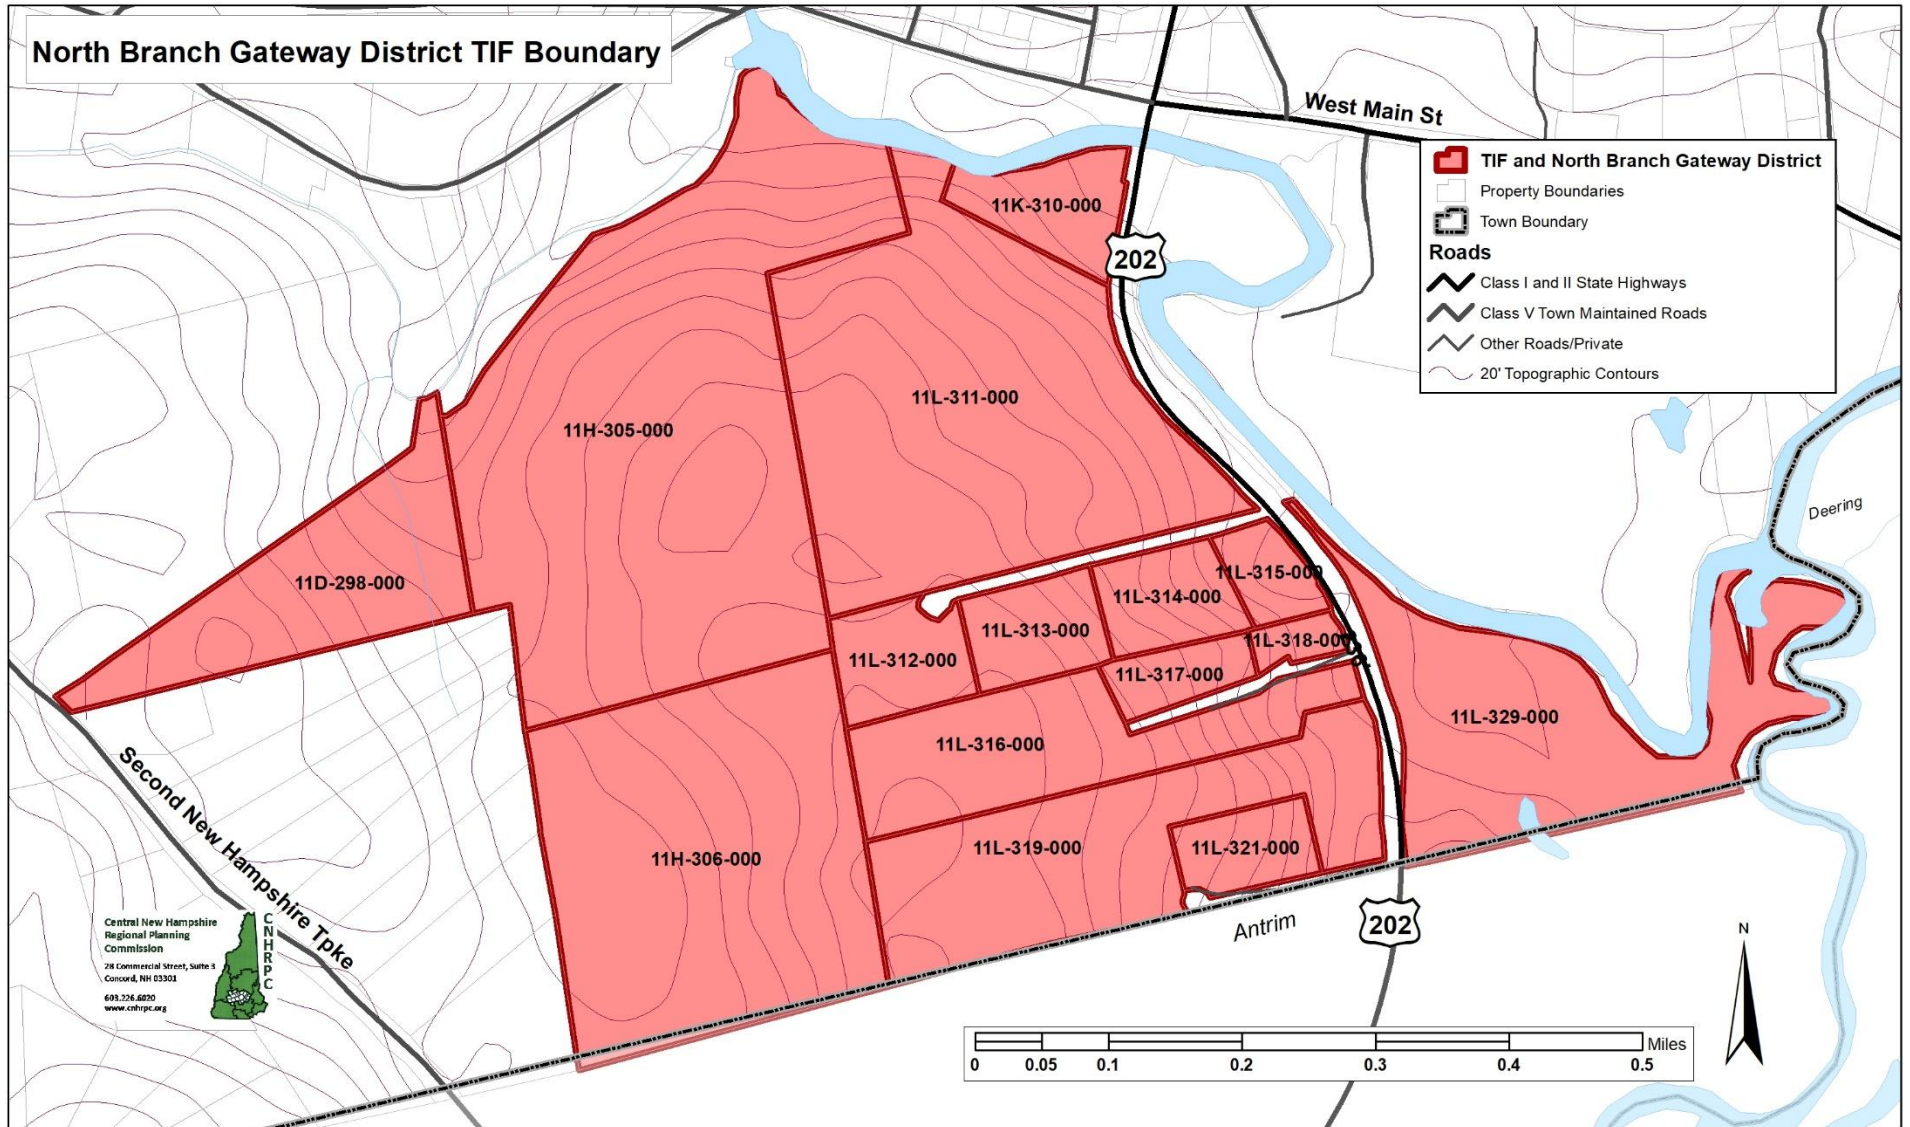 North Branch Gateway District TIF Boundary
West Main St
TIF and North Branch Gateway District
Property Boundaries
Town Boundary
Roads
Class I and II State Highways
Class V Town Maintained Roads
Other Roads/Private
20' Topographic Contours
11K-310-000
202
11L-311-000
11H-305-000
Deering
11D-298-000
11L-315-000
11L-314-000
11L-313-000
11L-318-000
11L-312-000
11L-317-000
11L-329-000
11L-316-000
Second New Hampshire Tpke
11H-306-000
11L-319-000
11L-321-000
Antrim
202
Central New Hampshire
Regional Planning
Commission
28 Commercial Street, Suite 3
Concord, NH 03301
603.226.6020
www.cnhrpc.org
CNHRPC
N
Miles
0 0.05 0.1 0.2 0.3 0.4 0.5